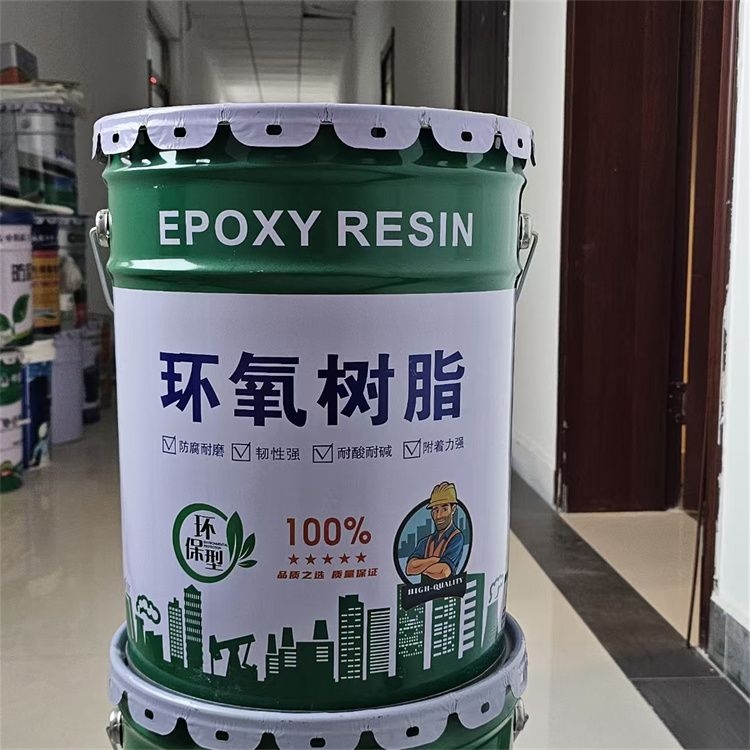 EPOXY RESIN
环氧树脂
防腐耐磨 韧性强 耐酸耐碱 附着力强
环
保型
100%
品质之选 质量保证
HIGH-QUALITY